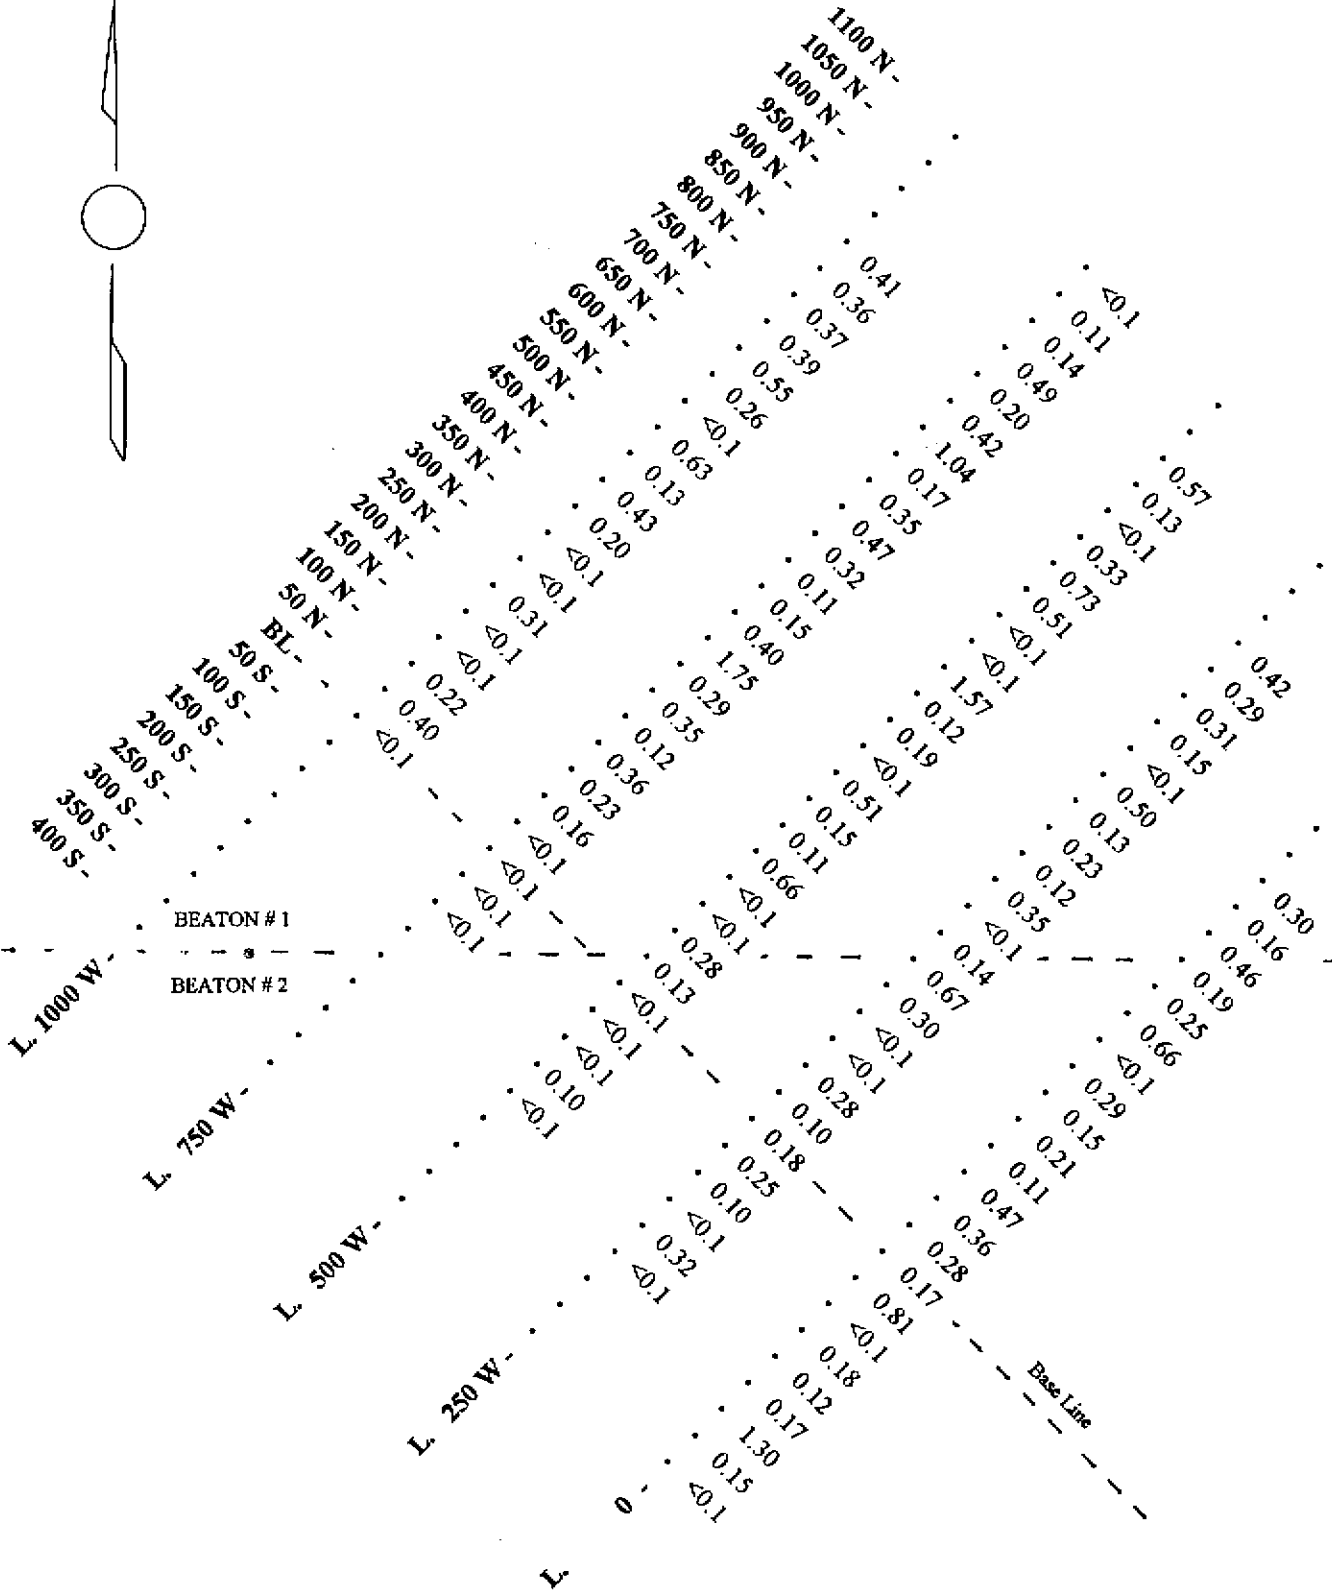 1100 N -
1050 N -
1000 N -
950 N -
900 N -
850 N -
800 N -
750 N -
700 N -
650 N -
600 N -
550 N -
500 N -
450 N -
400 N -
350 N -
300 N -
250 N -
200 N -
150 N -
100 N -
50 N -
BL -
50 S -
100 S -
150 S -
200 S -
250 S -
300 S -
350 S -
400 S -
BEATON # 1
BEATON # 2
L. 1000 W -
0.41
0.36
0.37
0.39
0.55
0.26
<0.1
0.63
0.13
0.43
0.20
<0.1
<0.1
0.31
<0.1
<0.1
0.22
0.40
<0.1
L. 750 W -
<0.1
0.11
0.14
0.49
0.20
0.42
1.04
0.17
0.35
0.47
0.32
0.11
0.15
0.40
1.75
0.29
0.35
0.12
0.36
0.23
0.16
<0.1
<0.1
<0.1
<0.1
L. 500 W -
0.57
0.13
<0.1
0.33
0.73
0.51
<0.1
<0.1
1.57
0.12
0.19
<0.1
0.51
0.15
0.11
0.66
<0.1
<0.1
0.28
0.13
<0.1
<0.1
<0.1
0.10
<0.1
L. 250 W -
0.42
0.29
0.31
0.15
<0.1
0.50
0.13
0.23
0.12
0.35
<0.1
0.14
0.67
0.30
<0.1
<0.1
0.28
0.10
0.18
0.25
0.10
<0.1
0.32
<0.1
L. 0 -
0.30
0.16
0.46
0.19
0.25
0.66
<0.1
0.29
0.15
0.21
0.11
0.47
0.36
0.28
0.17
0.81
<0.1
0.18
0.12
0.17
1.30
0.15
<0.1
Base Line